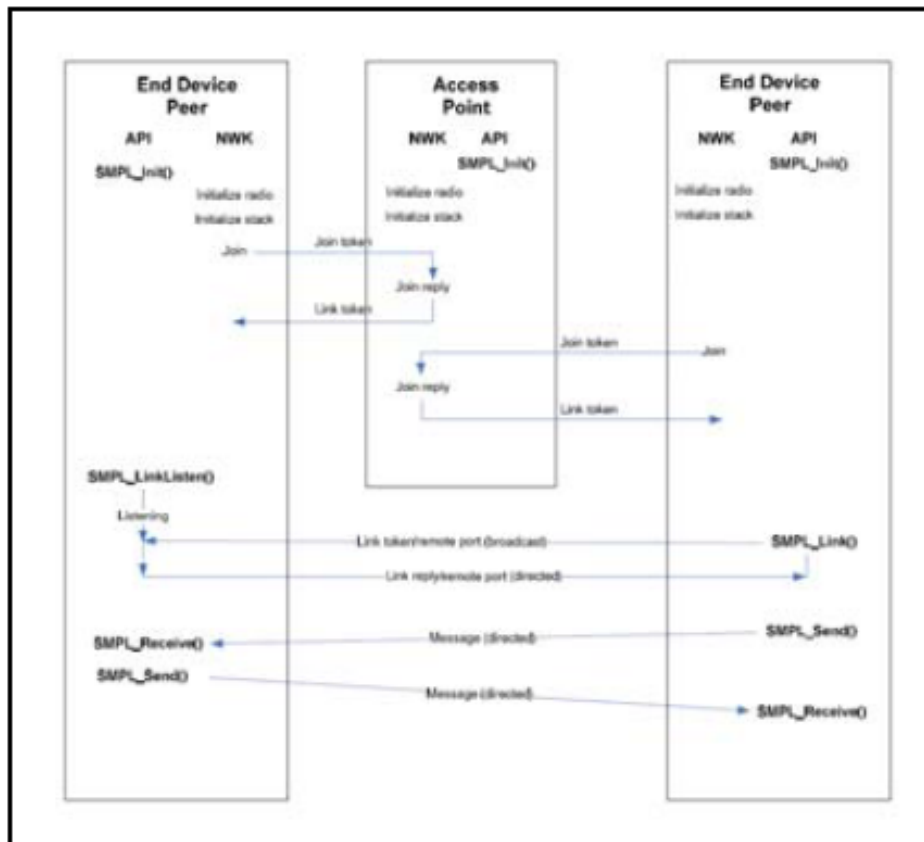 End Device
Peer
API NWK
SMPL_Init()
Initialize radio
Initialize stack
Join
Join token
Link token
Access
Point
NWK API
SMPL_Init()
Initialize radio
Initialize stack
Join reply
Join reply
End Device
Peer
NWK API
SMPL_Init()
Initialize radio
Initialize stack
Join token
Join
Link token
SMPL_LinkListen()
Listening
Link token/remote port (broadcast)
SMPL_Link()
Link reply/remote port (directed)
SMPL_Receive()
Message (directed)
SMPL_Send()
SMPL_Send()
Message (directed)
SMPL_Receive()